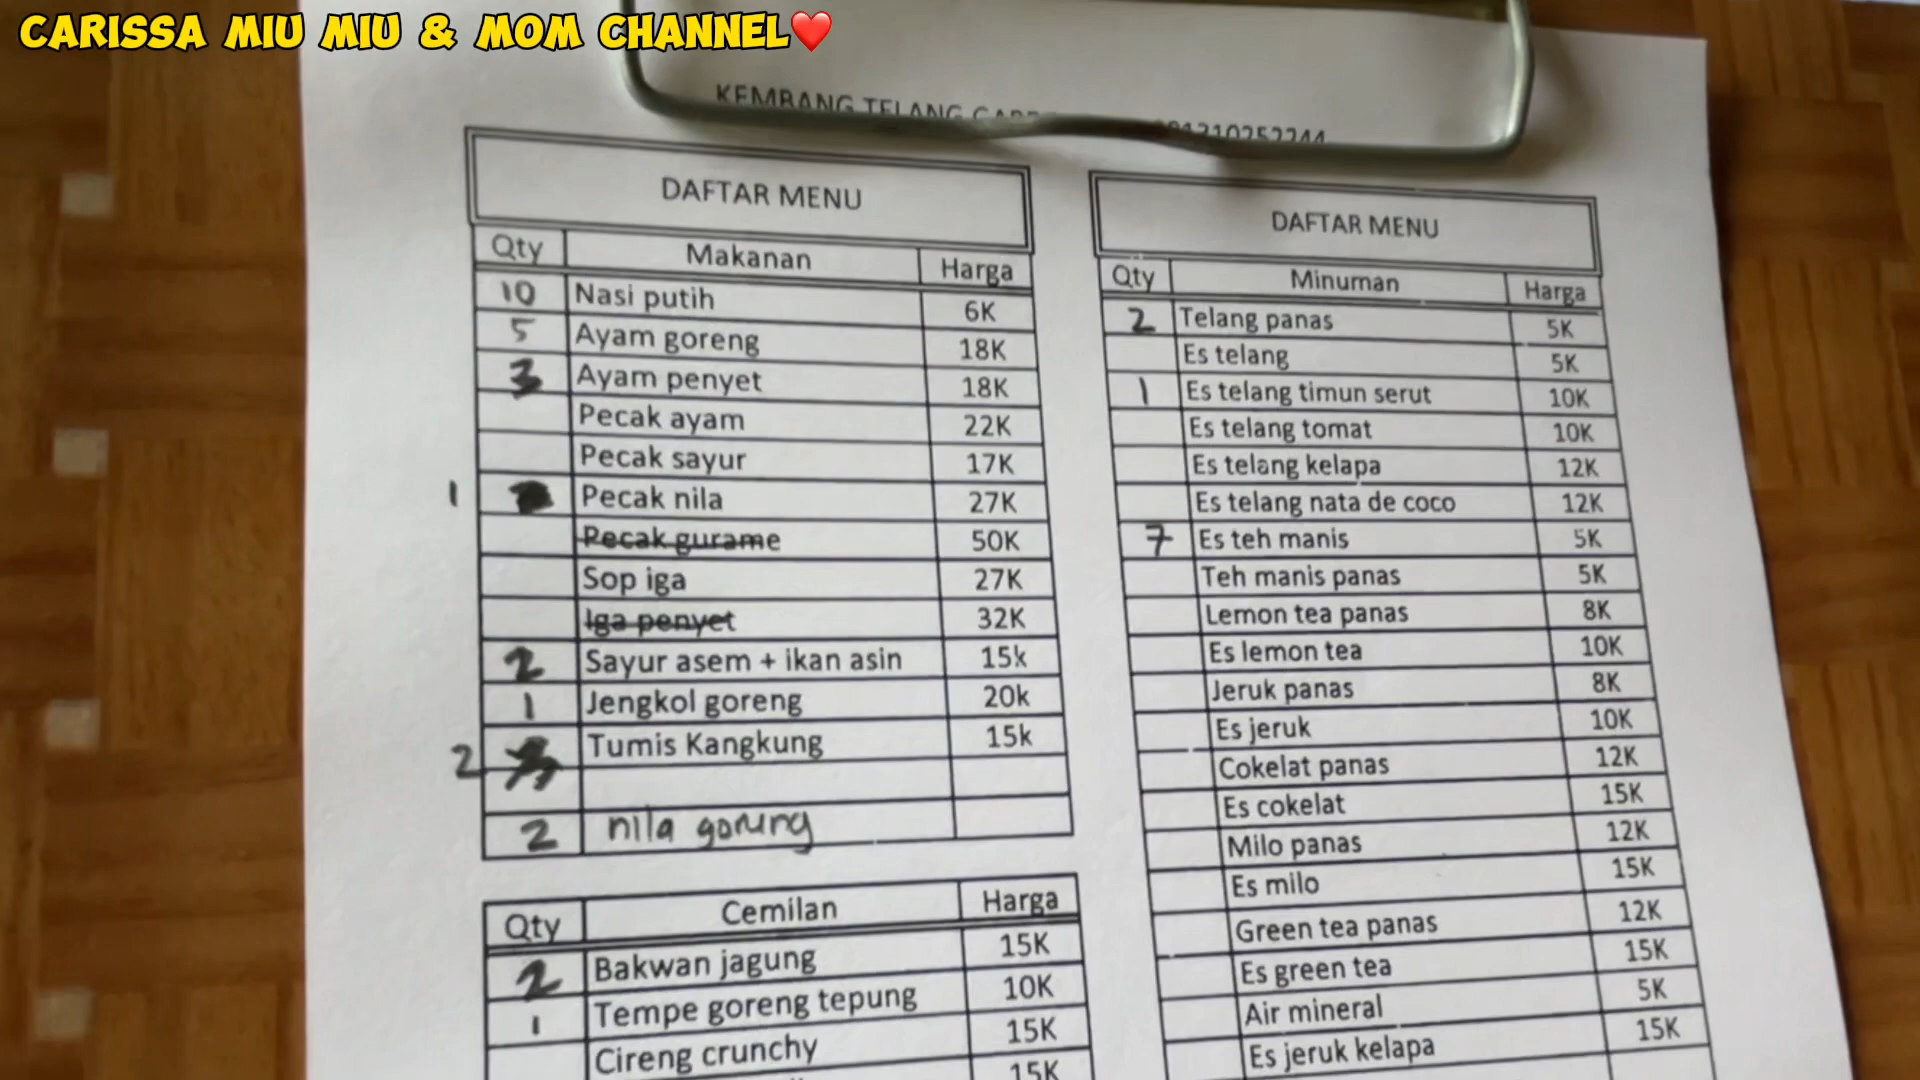 CARISSA MIU MIU & MOM CHANNEL❤️
KEMBANG TELANG
DAFTAR MENU
Qty Makanan Harga
10 Nasi putih 6K
5 Ayam goreng 18K
3 Ayam penyet 18K
Pecak ayam 22K
Pecak sayur 17K
1 Pecak nila 27K
Pecak gurame 50K
Sop iga 27K
Iga penyet 32K
2 Sayur asem + ikan asin 15k
1 Jengkol goreng 20k
2 Tumis Kangkung 15k
2 nila goreng
Qty Cemilan Harga
2 Bakwan jagung 15K
1 Tempe goreng tepung 10K
Cireng crunchy 15K
15K
DAFTAR MENU
Qty Minuman Harga
2 Telang panas 5K
Es telang 5K
1 Es telang timun serut 10K
Es telang tomat 10K
Es telang kelapa 12K
Es telang nata de coco 12K
7 Es teh manis 5K
Teh manis panas 5K
Lemon tea panas 8K
Es lemon tea 10K
Jeruk panas 8K
Es jeruk 10K
Cokelat panas 12K
Es cokelat 15K
Milo panas 12K
Es milo 15K
Green tea panas 12K
Es green tea 15K
Air mineral 5K
Es jeruk kelapa 15K